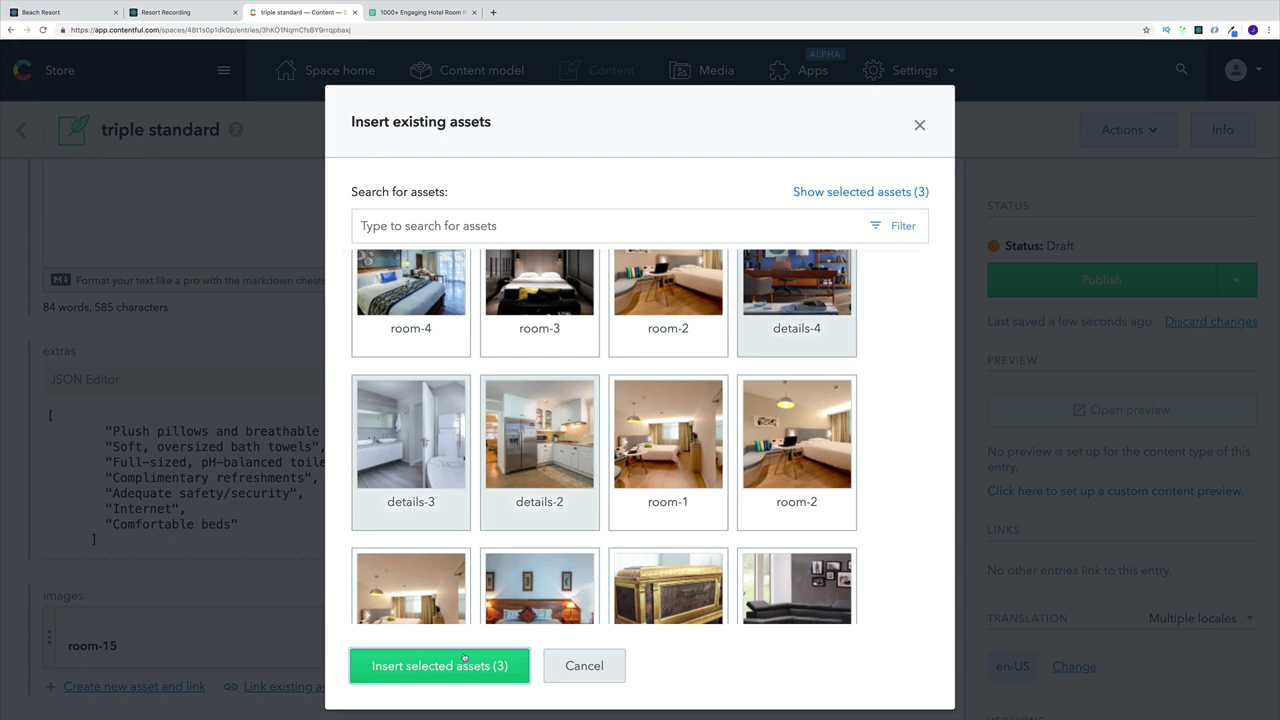 Beach Resort
Resort Recording
triple standard — Content —
1000+ Engaging Hotel Room P
https://app.contentful.com/spaces/48t1s0p1dk0p/entries/3hKO1NqmCfsBY9rrqpbaxj
Store
Space home
Content model
Content
Media
ALPHA
Apps
Settings
triple standard
Actions
Info
Insert existing assets
Search for assets:
Show selected assets (3)
Type to search for assets
Filter
room-4
room-3
room-2
details-4
details-3
details-2
room-1
room-2
Insert selected assets (3)
Cancel
Format your text like a pro with the markdown cheats
84 words, 585 characters
extras
JSON Editor
[
"Plush pillows and breathable
"Soft, oversized bath towels",
"Full-sized, pH-balanced toile
"Complimentary refreshments",
"Adequate safety/security",
"Internet",
"Comfortable beds"
]
images
room-15
Create new asset and link
Link existing as
STATUS
Status: Draft
Publish
Last saved a few seconds ago
Discard changes
PREVIEW
Open preview
No preview is set up for the content type of this
entry.
Click here to set up a custom content preview.
LINKS
No other entries link to this entry.
TRANSLATION
Multiple locales
en-US
Change